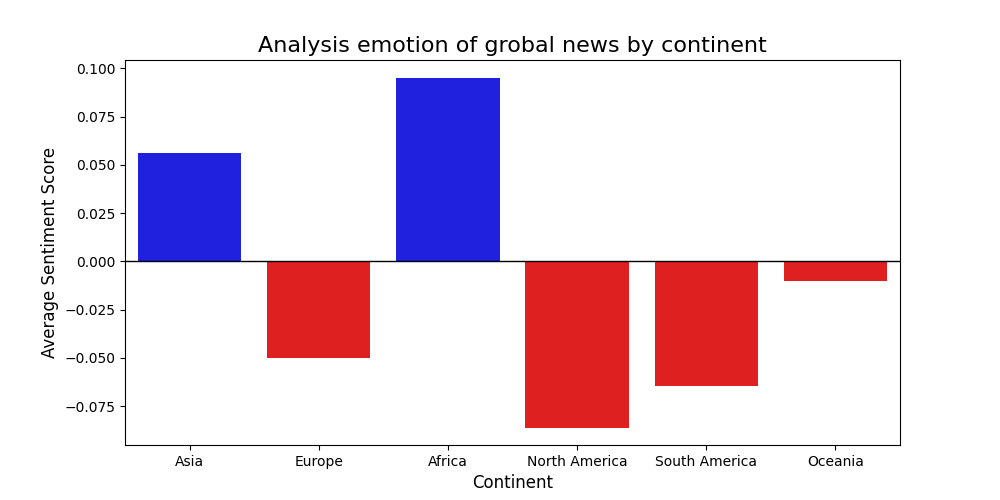 Analysis emotion of grobal news by continent
0.100
0.075
0.050
0.025
0.000
−0.025
−0.050
−0.075
Average Sentiment Score
Asia Europe Africa North America South America Oceania
Continent